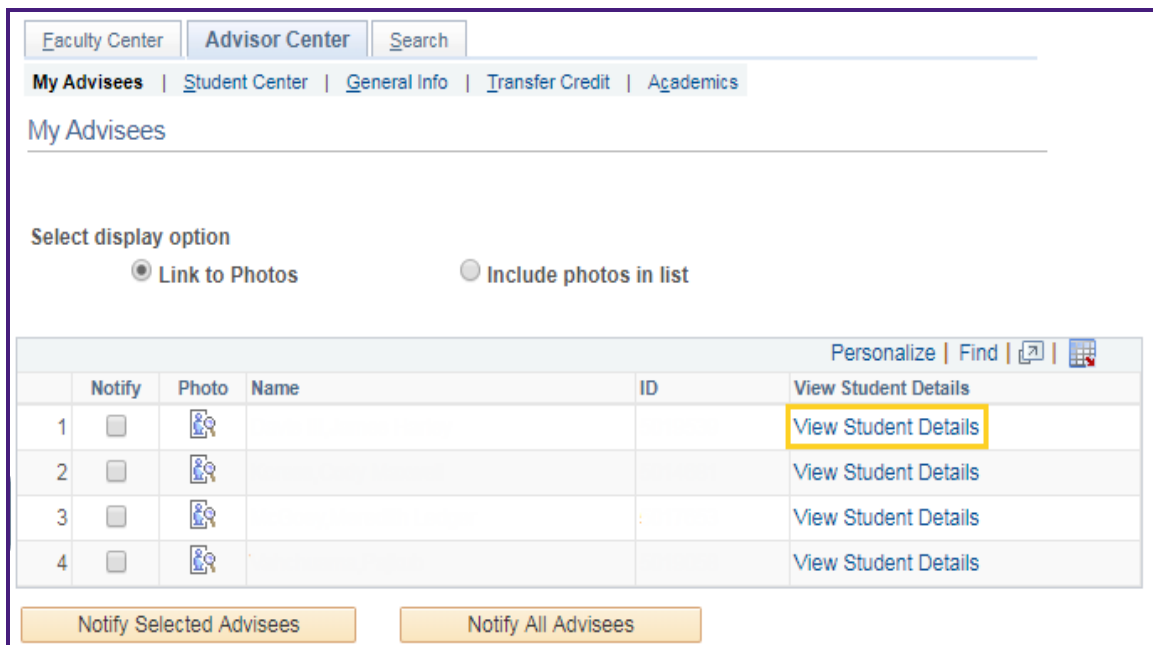 Faculty Center Advisor Center Search
My Advisees | Student Center | General Info | Transfer Credit | Academics
My Advisees
Select display option
Link to Photos Include photos in list
Personalize | Find | |
Notify Photo Name ID View Student Details
1 View Student Details
2 View Student Details
3 View Student Details
4 View Student Details
Notify Selected Advisees Notify All Advisees